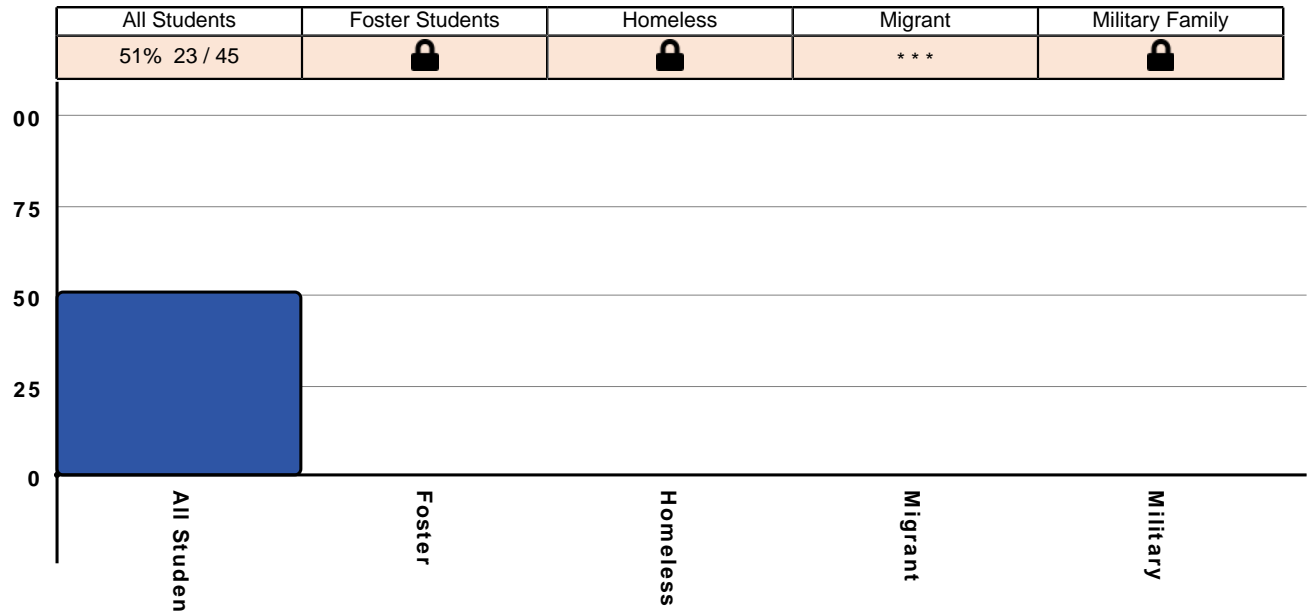 All Students Foster Students Homeless Migrant Military Family
51% 23 / 45 * * *
00
75
50
25
0
All Studen
Foster
Homeless
Migrant
Military